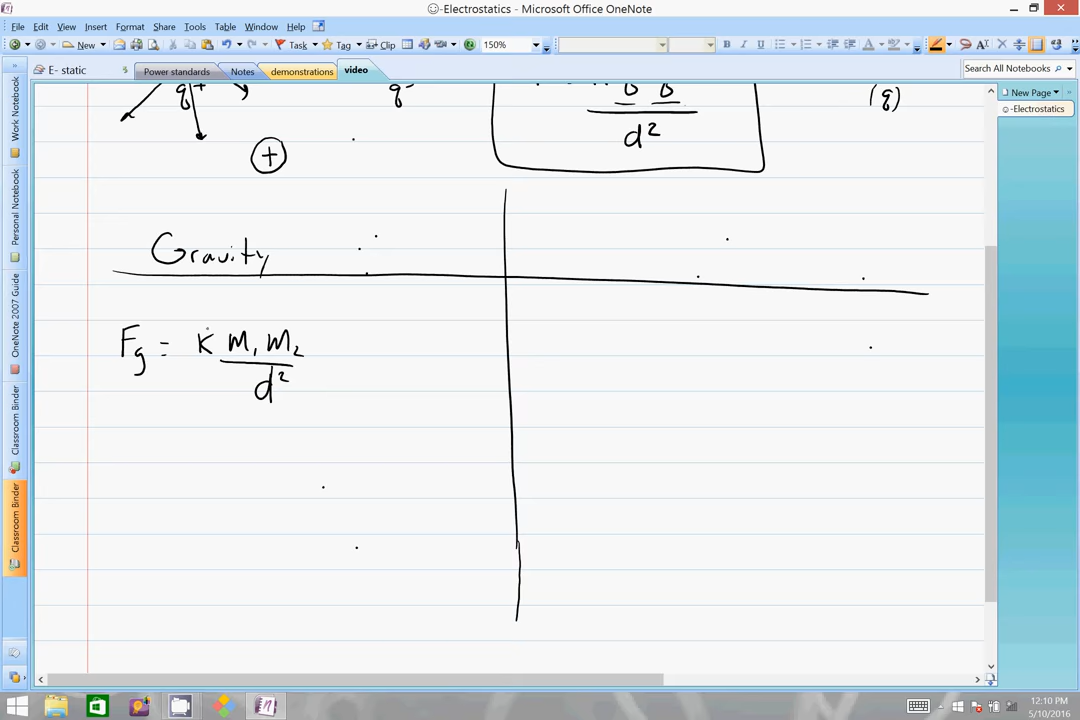 -Electrostatics - Microsoft Office OneNote
File Edit View Insert Format Share Tools Table Window Help
New Task Tag Clip 150% B I U A
E- static
Power standards Notes demonstrations video
Search All Notebooks
New Page
-Electrostatics
Work Notebook
Personal Notebook
OneNote 2007 Guide
Classroom Binder
Classroom Binder
q+ q-
d²
(q)
+
Gravity
Fg = K m₁ m₂
d²
12:10 PM
5/10/2016